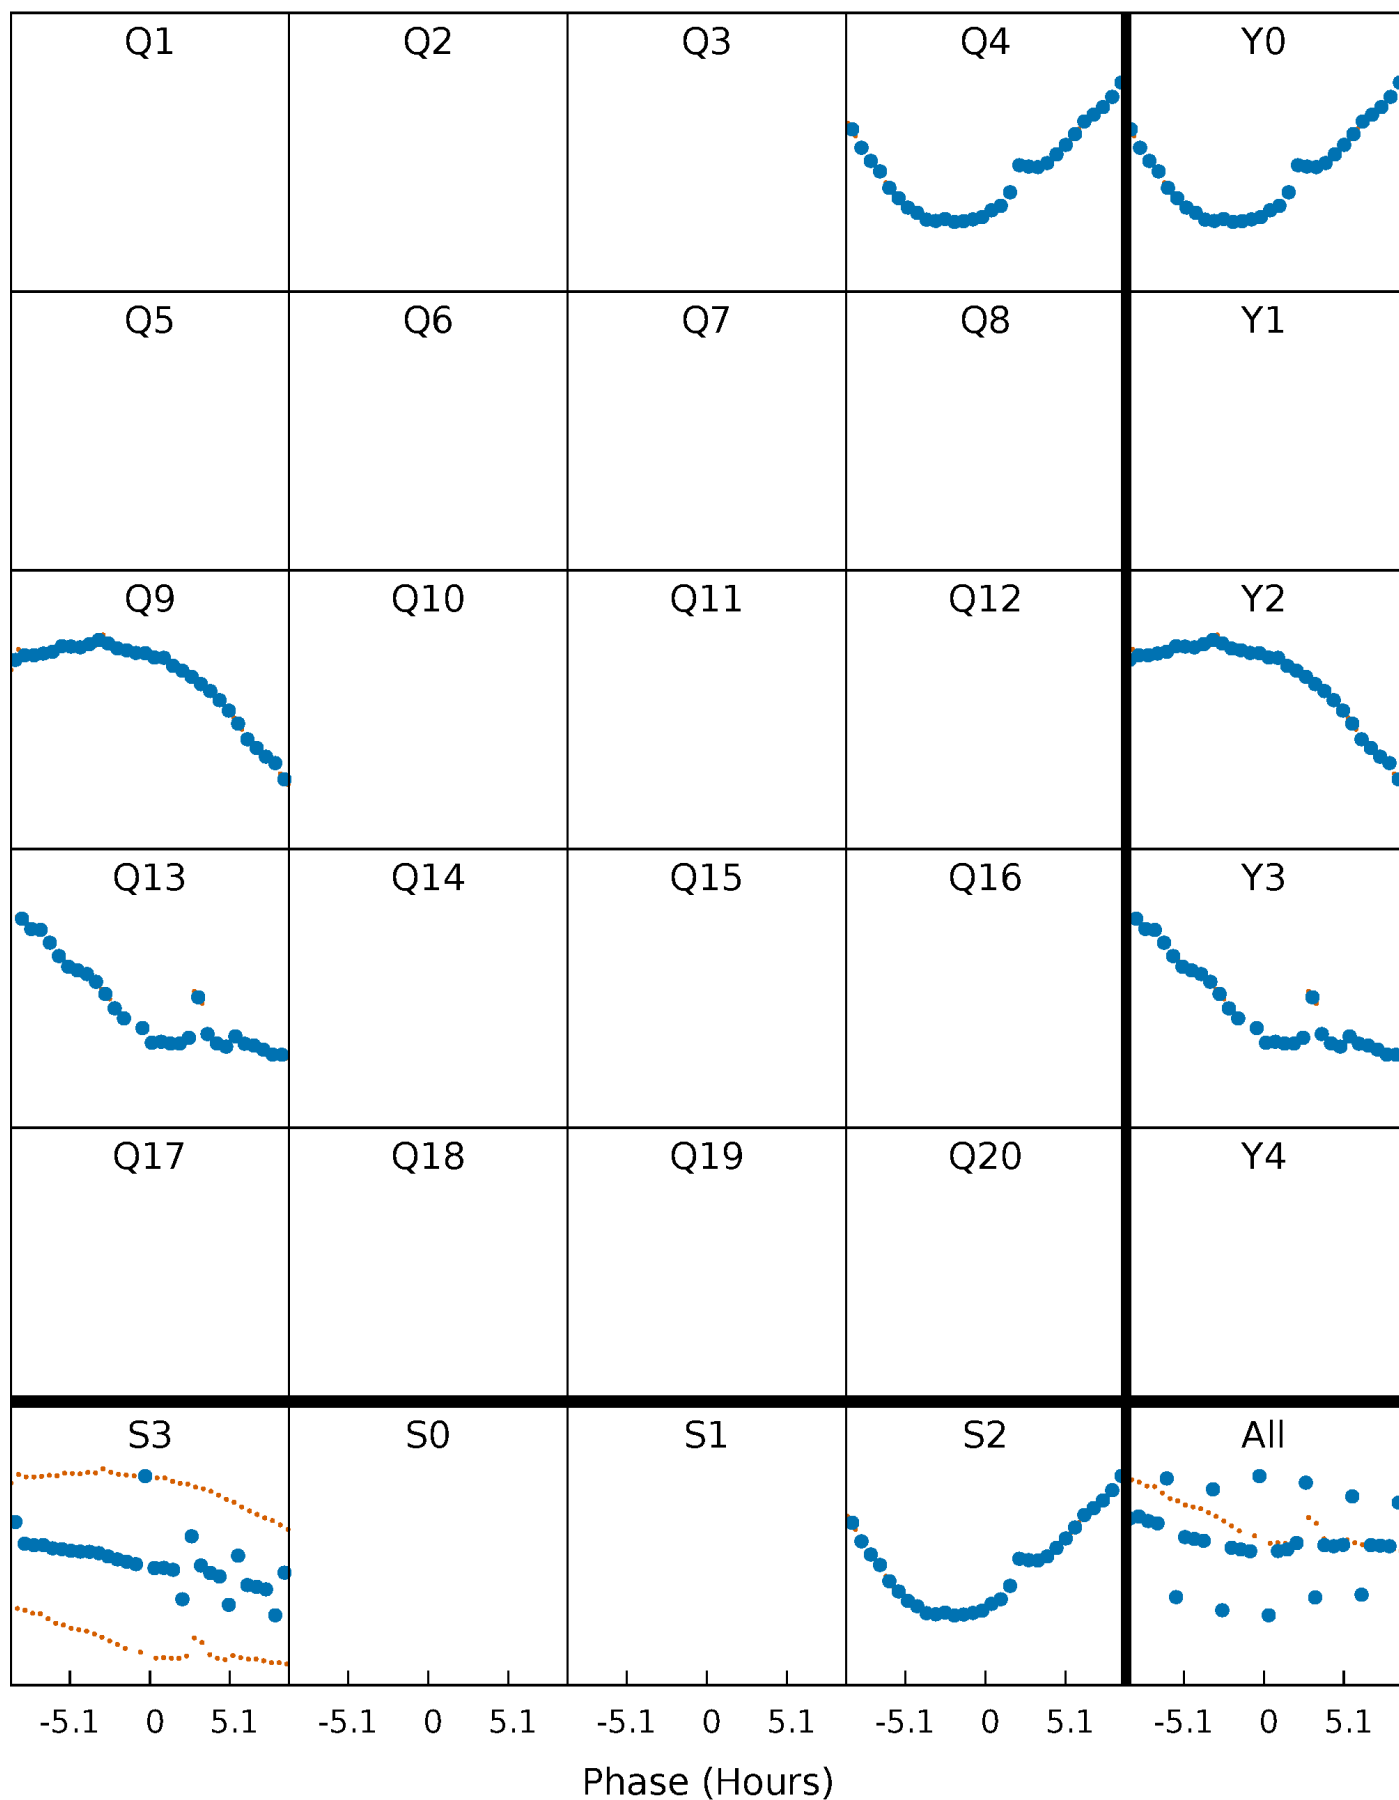 Q1 Q2 Q3 Q4 Y0
Q5 Q6 Q7 Q8 Y1
Q9 Q10 Q11 Q12 Y2
Q13 Q14 Q15 Q16 Y3
Q17 Q18 Q19 Q20 Y4
S3 S0 S1 S2 All
-5.1 0 5.1 -5.1 0 5.1 -5.1 0 5.1 -5.1 0 5.1 -5.1 0 5.1
Phase (Hours)